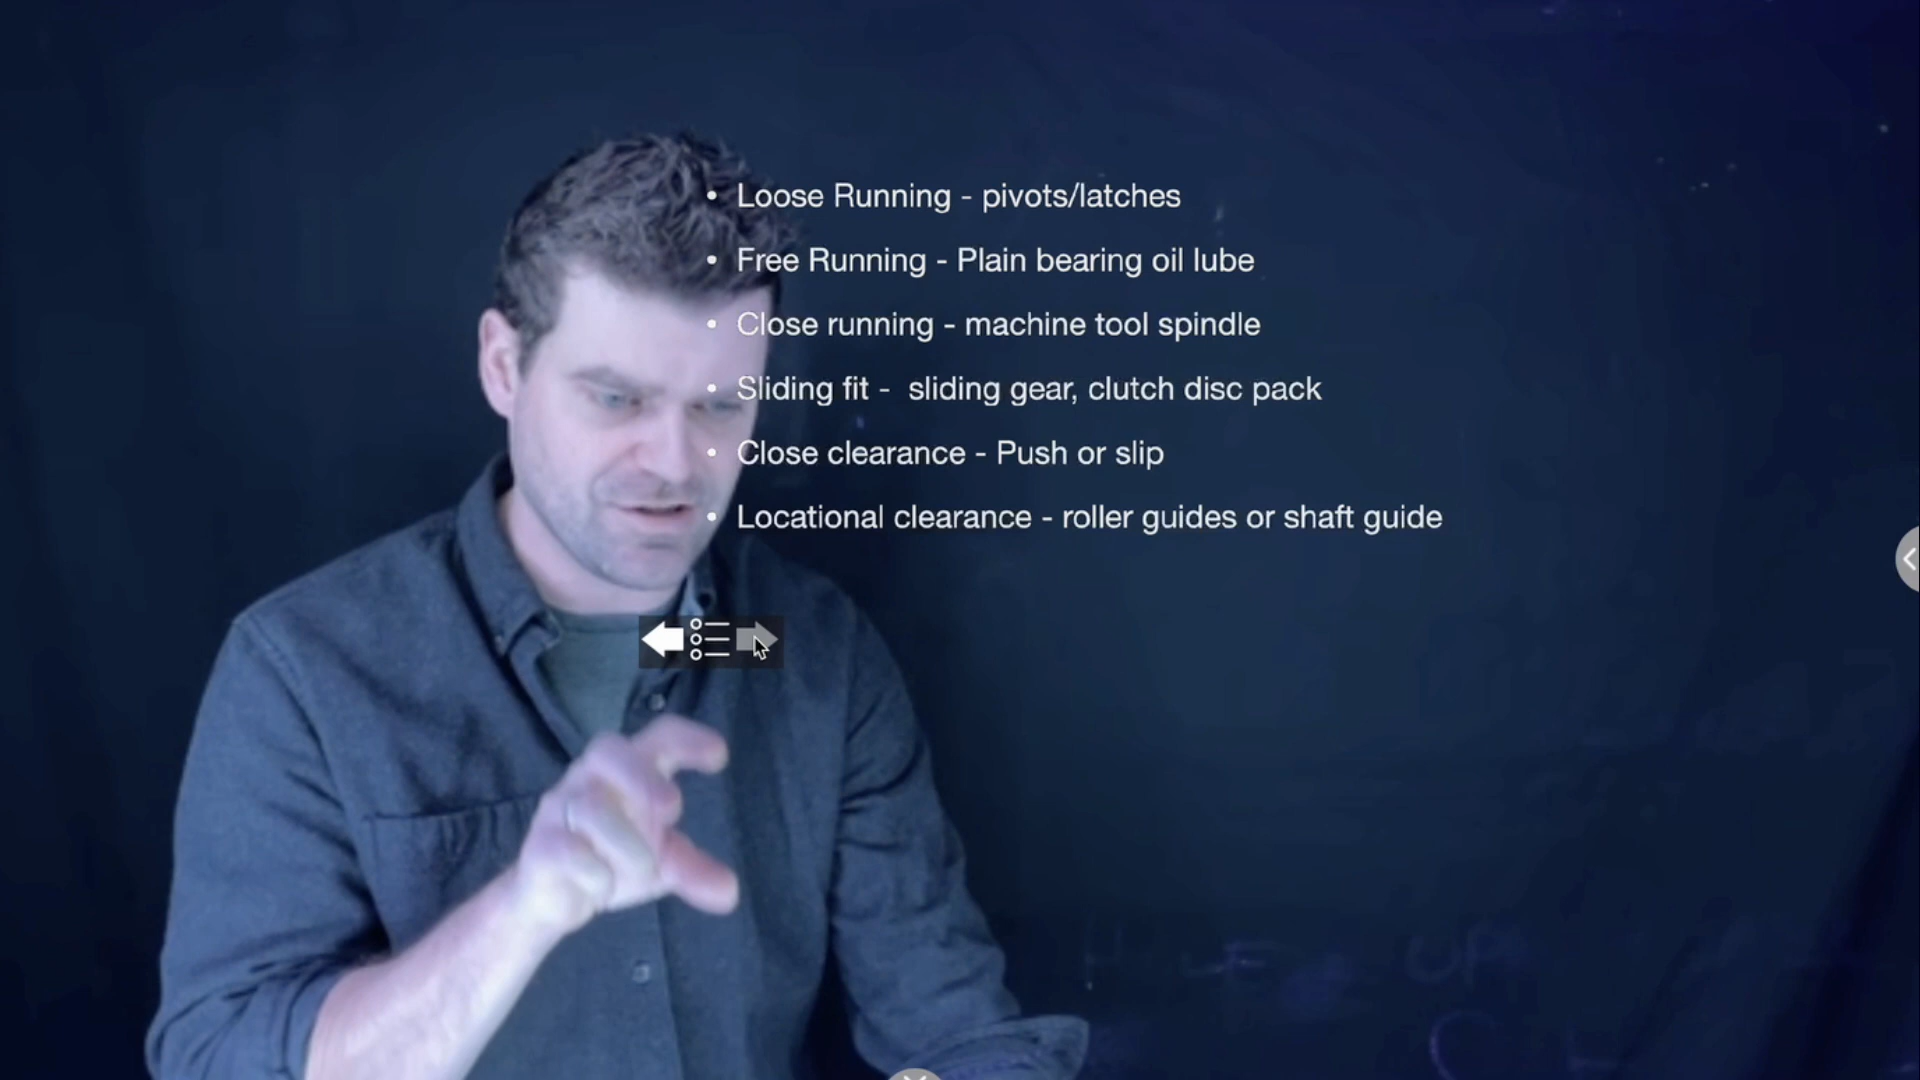 • Loose Running - pivots/latches
• Free Running - Plain bearing oil lube
• Close running - machine tool spindle
• Sliding fit -  sliding gear, clutch disc pack
• Close clearance - Push or slip
• Locational clearance - roller guides or shaft guide